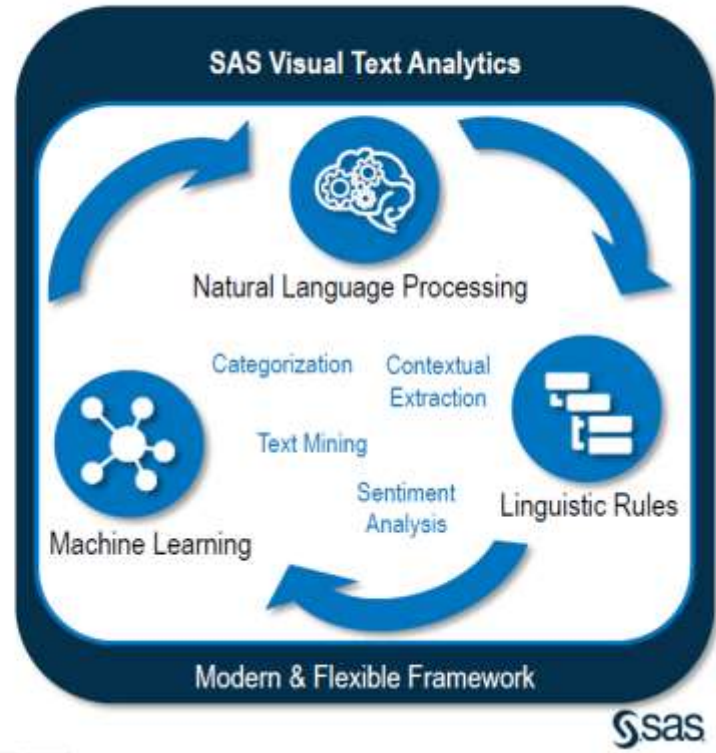 SAS Visual Text Analytics
Natural Language Processing
Categorization
Contextual
Extraction
Text Mining
Sentiment
Analysis
Linguistic Rules
Machine Learning
Modern & Flexible Framework
sas